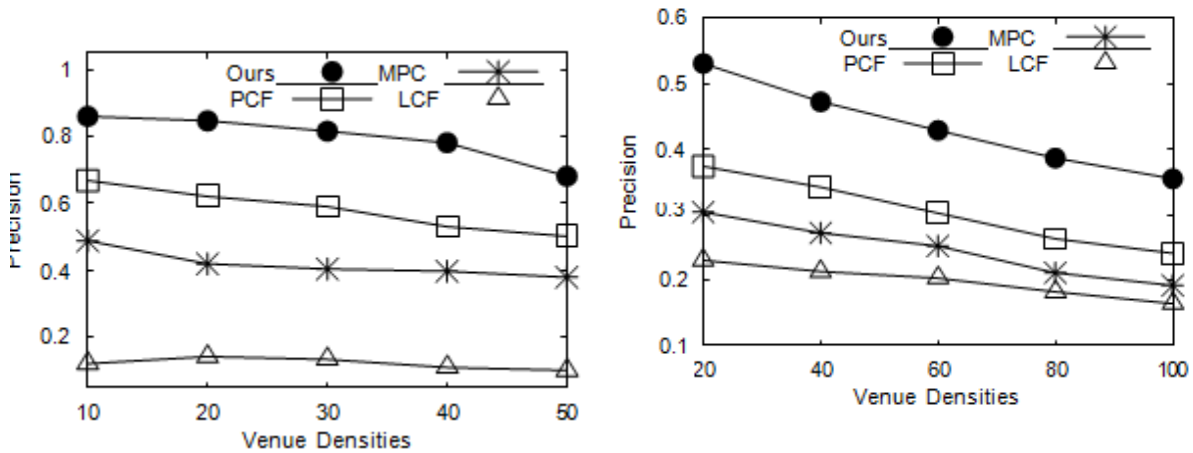 1
0.8
0.6
0.4
0.2
Precision
Ours MPC
PCF LCF
10 20 30 40 50
Venue Densities
0.6
0.5
0.4
0.3
0.2
0.1
Precision
Ours MPC
PCF LCF
20 40 60 80 100
Venue Densities